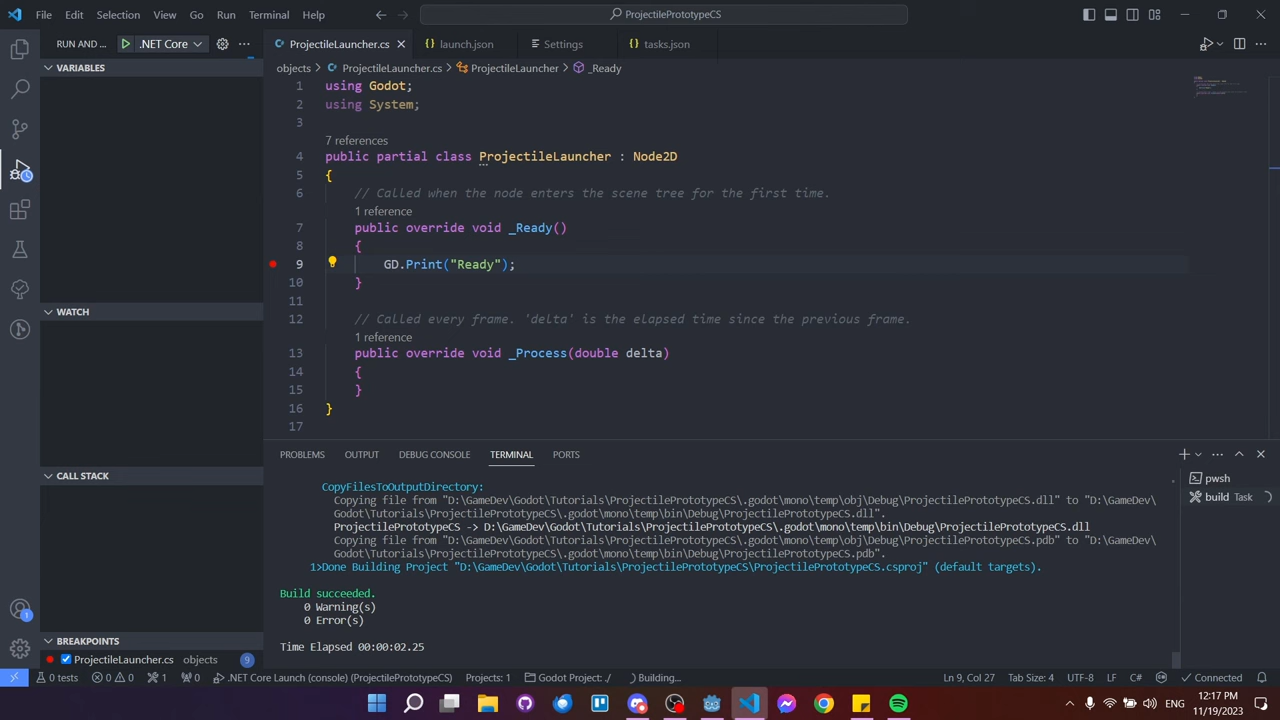 File Edit Selection View Go Run Terminal Help
ProjectilePrototypeCS
RUN AND ... .NET Core
ProjectileLauncher.cs launch.json Settings tasks.json
objects > ProjectileLauncher.cs > ProjectileLauncher > _Ready
VARIABLES
WATCH
CALL STACK
BREAKPOINTS
ProjectileLauncher.cs objects 9
1 using Godot;
2 using System;
3
7 references
4 public partial class ProjectileLauncher : Node2D
5 {
6 // Called when the node enters the scene tree for the first time.
1 reference
7 public override void _Ready()
8 {
9 GD.Print("Ready");
10 }
11
12 // Called every frame. 'delta' is the elapsed time since the previous frame.
1 reference
13 public override void _Process(double delta)
14 {
15 }
16 }
17
PROBLEMS OUTPUT DEBUG CONSOLE TERMINAL PORTS
pwsh
build Task
CopyFilesToOutputDirectory:
Copying file from "D:\GameDev\Godot\Tutorials\ProjectilePrototypeCS\.godot\mono\temp\obj\Debug\ProjectilePrototypeCS.dll" to "D:\GameDev\
Godot\Tutorials\ProjectilePrototypeCS\.godot\mono\temp\bin\Debug\ProjectilePrototypeCS.dll".
ProjectilePrototypeCS -> D:\GameDev\Godot\Tutorials\ProjectilePrototypeCS\.godot\mono\temp\bin\Debug\ProjectilePrototypeCS.dll
Copying file from "D:\GameDev\Godot\Tutorials\ProjectilePrototypeCS\.godot\mono\temp\obj\Debug\ProjectilePrototypeCS.pdb" to "D:\GameDev\
Godot\Tutorials\ProjectilePrototypeCS\.godot\mono\temp\bin\Debug\ProjectilePrototypeCS.pdb".
1>Done Building Project "D:\GameDev\Godot\Tutorials\ProjectilePrototypeCS\ProjectilePrototypeCS.csproj" (default targets).
Build succeeded.
0 Warning(s)
0 Error(s)
Time Elapsed 00:00:02.25
0 tests 0 0 1 0 .NET Core Launch (console) (ProjectilePrototypeCS) Projects: 1 Godot Project: ./ Building... Ln 9, Col 27 Tab Size: 4 UTF-8 LF C# Connected
ENG 12:17 PM
11/19/2023